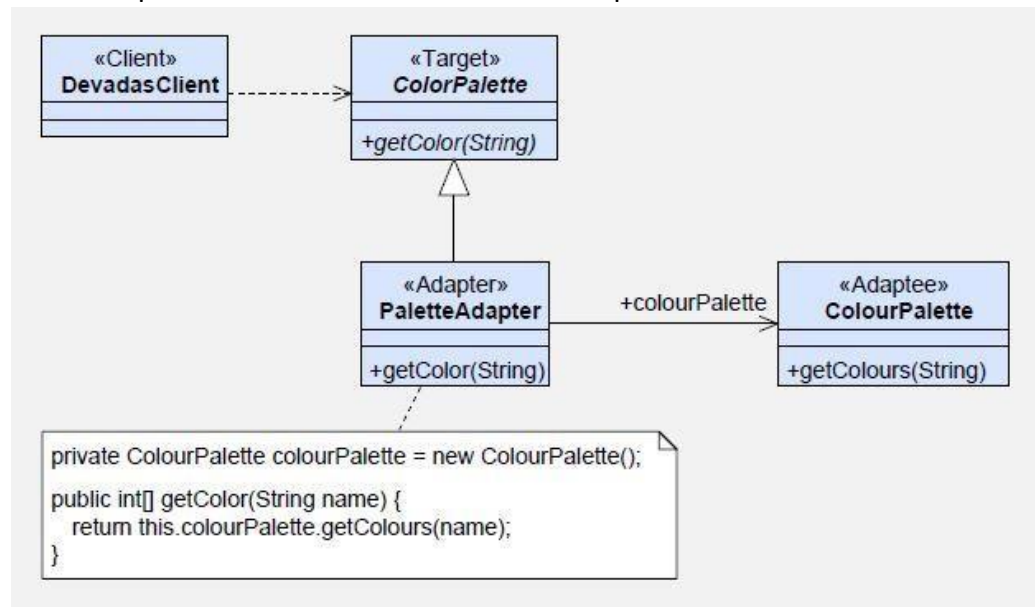 «Client»
DevadasClient
«Target»
ColorPalette
+getColor(String)
«Adapter»
PaletteAdapter
+getColor(String)
+colourPalette
«Adaptee»
ColourPalette
+getColours(String)
private ColourPalette colourPalette = new ColourPalette();
public int[] getColor(String name) {
return this.colourPalette.getColours(name);
}